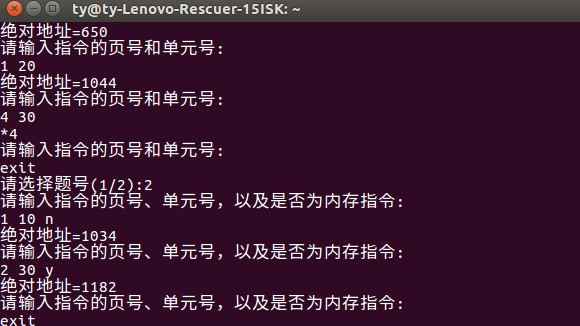 ty@ty-Lenovo-Rescuer-15ISK: ~
绝对地址=650
请输入指令的页号和单元号:
1 20
绝对地址=1044
请输入指令的页号和单元号:
4 30
*4
请输入指令的页号和单元号:
exit
请选择题号(1/2):2
请输入指令的页号、单元号，以及是否为内存指令:
1 10 n
绝对地址=1034
请输入指令的页号、单元号，以及是否为内存指令:
2 30 y
绝对地址=1182
请输入指令的页号、单元号，以及是否为内存指令:
exit